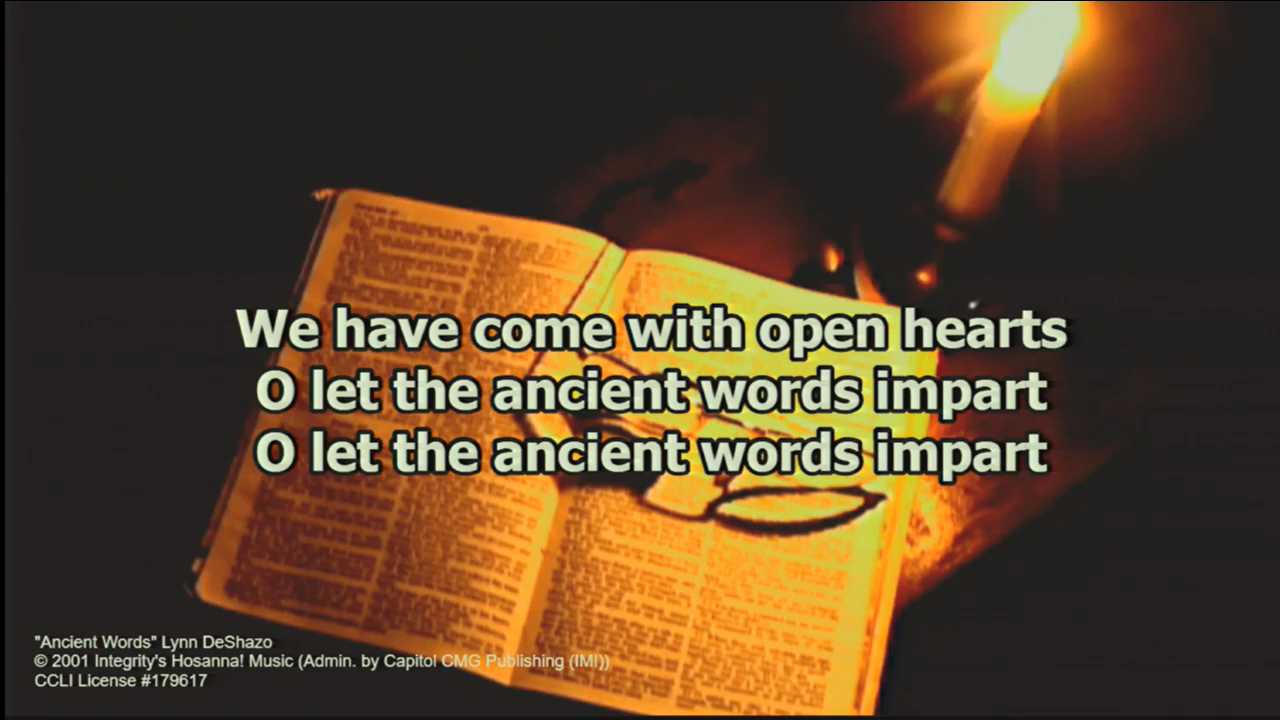 We have come with open hearts
O let the ancient words impart
O let the ancient words impart
"Ancient Words" Lynn DeShazo
© 2001 Integrity's Hosanna! Music (Admin. by Capitol CMG Publishing (IMI))
CCLI License #179617